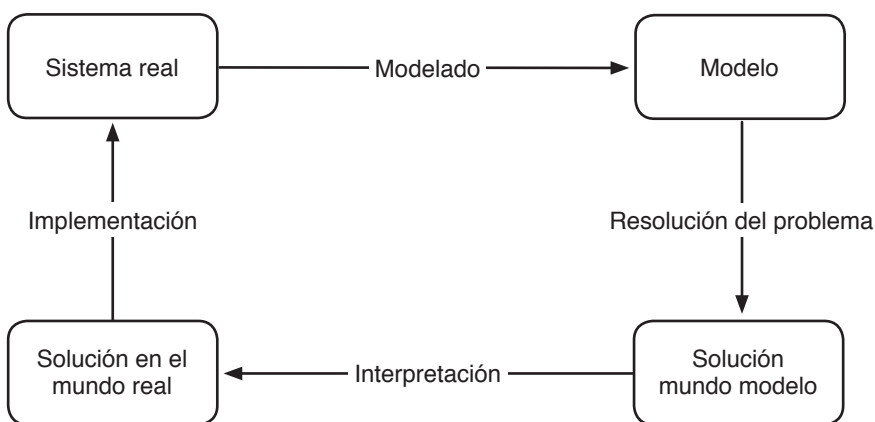 Sistema real
Modelado
Modelo
Implementación
Resolución del problema
Solución en el
mundo real
Interpretación
Solución
mundo modelo